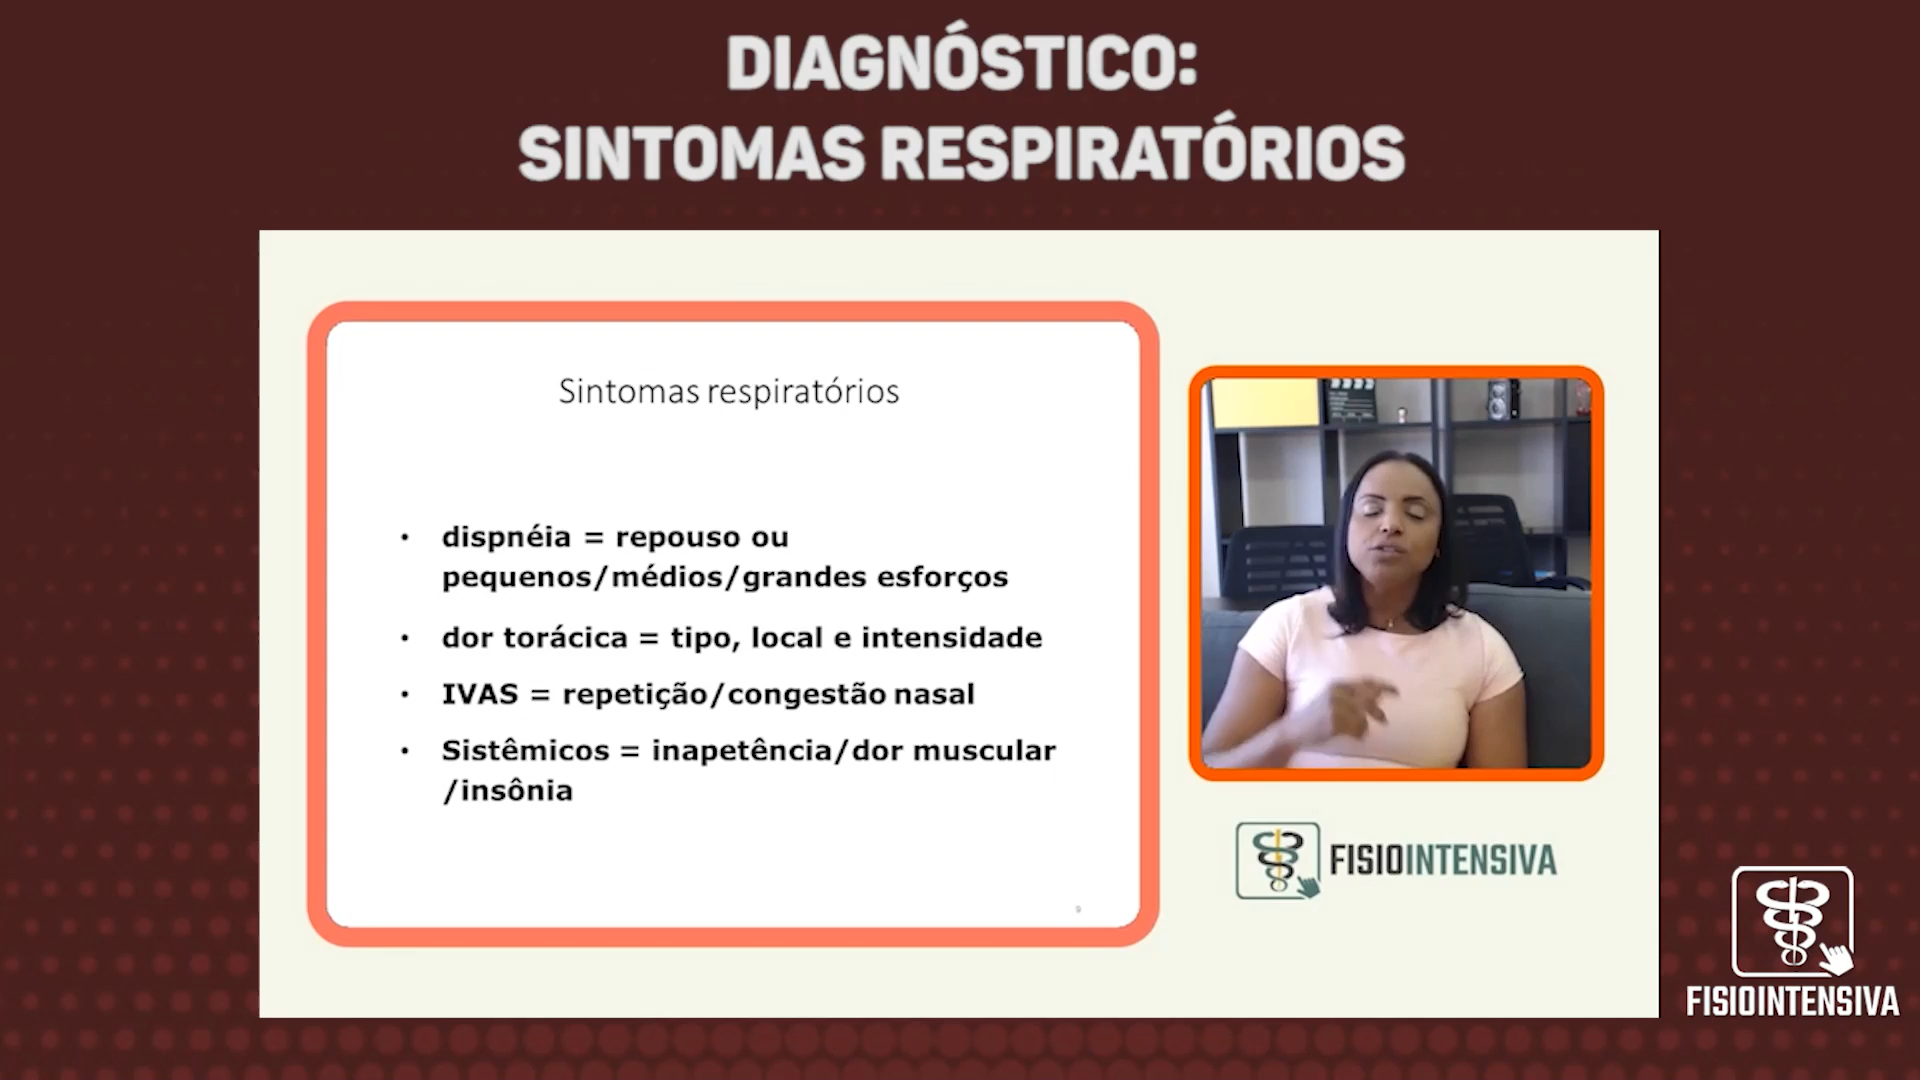 DIAGNÓSTICO:
SINTOMAS RESPIRATÓRIOS
Sintomas respiratórios
• dispnéia = repouso ou
pequenos/médios/grandes esforços
• dor torácica = tipo, local e intensidade
• IVAS = repetição/congestão nasal
• Sistêmicos = inapetência/dor muscular
/insônia
9
FISIOINTENSIVA
FISIOINTENSIVA